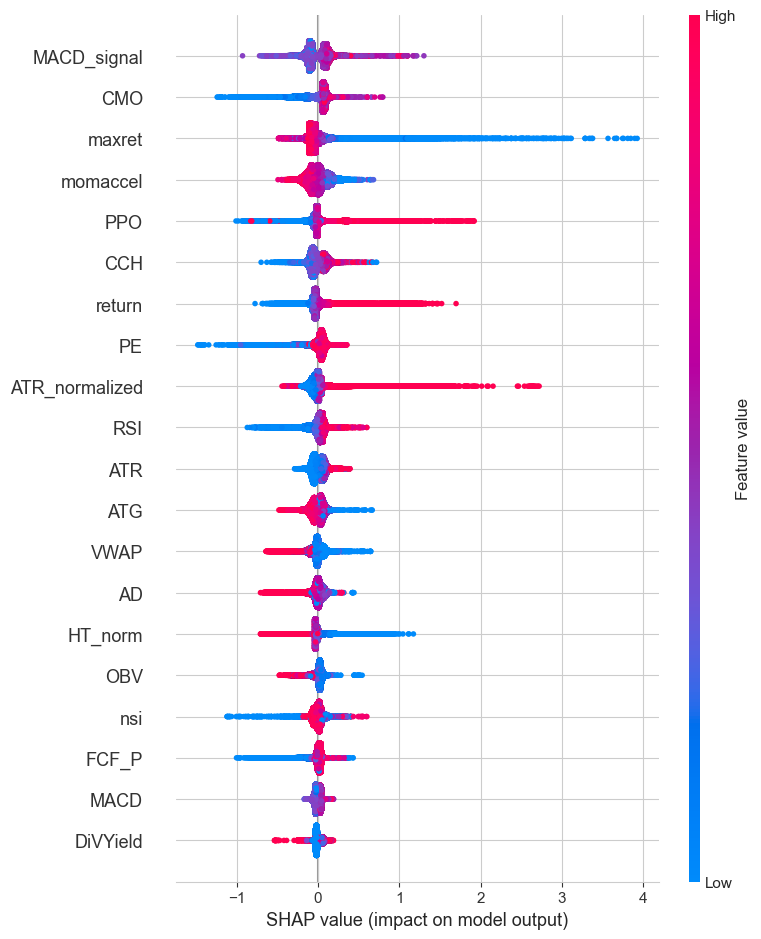 High
MACD_signal
CMO
maxret
momaccel
PPO
CCH
return
PE
ATR_normalized
RSI
ATR
ATG
VWAP
AD
HT_norm
OBV
nsi
FCF_P
MACD
DiVYield
Feature value
Low
−1 0 1 2 3 4
SHAP value (impact on model output)